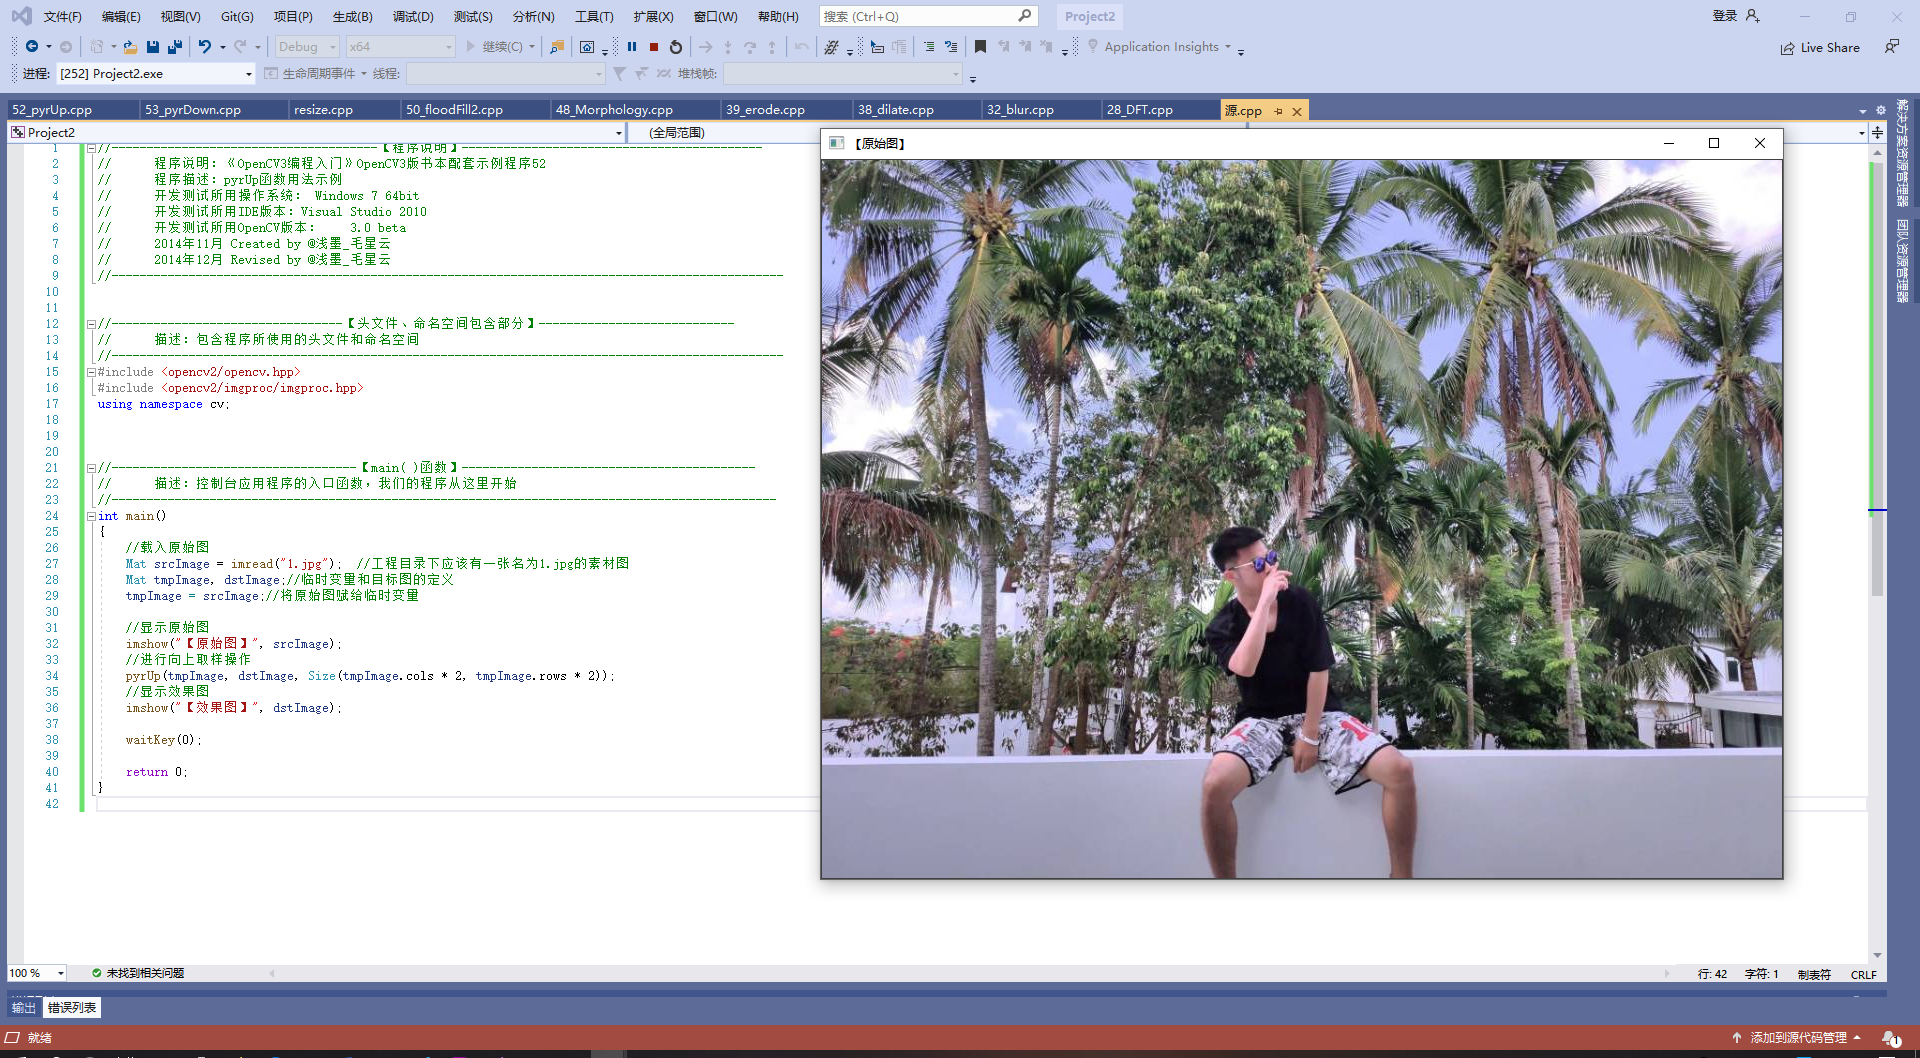 文件(F) 编辑(E) 视图(V) Git(G) 项目(P) 生成(B) 调试(D) 测试(S) 分析(N) 工具(T) 扩展(X) 窗口(W) 帮助(H) 搜索 (Ctrl+Q) Project2 登录
Debug x64 继续(C) Application Insights Live Share
进程: [252] Project2.exe 生命周期事件 线程: 堆栈帧:
52_pyrUp.cpp 53_pyrDown.cpp resize.cpp 50_floodFill2.cpp 48_Morphology.cpp 39_erode.cpp 38_dilate.cpp 32_blur.cpp 28_DFT.cpp 源.cpp
Project2 (全局范围)
【原始图】
1 //--------------------------------------【程序说明】-------------------------------------------
2 // 程序说明:《OpenCV3编程入门》OpenCV3版书本配套示例程序52
3 // 程序描述:pyrUp函数用法示例
4 // 开发测试所用操作系统: Windows 7 64bit
5 // 开发测试所用IDE版本:Visual Studio 2010
6 // 开发测试所用OpenCV版本: 3.0 beta
7 // 2014年11月 Created by @浅墨_毛星云
8 // 2014年12月 Revised by @浅墨_毛星云
9 //------------------------------------------------------------------------------------------------
10
11
12 //---------------------------------【头文件、命名空间包含部分】----------------------------
13 // 描述:包含程序所使用的头文件和命名空间
14 //------------------------------------------------------------------------------------------------
15 #include <opencv2/opencv.hpp>
16 #include <opencv2/imgproc/imgproc.hpp>
17 using namespace cv;
18
19
20
21 //-----------------------------------【main( )函数】------------------------------------------
22 // 描述:控制台应用程序的入口函数,我们的程序从这里开始
23 //-----------------------------------------------------------------------------------------------
24 int main()
25 {
26 //载入原始图
27 Mat srcImage = imread("1.jpg"); //工程目录下应该有一张名为1.jpg的素材图
28 Mat tmpImage, dstImage;//临时变量和目标图的定义
29 tmpImage = srcImage;//将原始图赋给临时变量
30
31 //显示原始图
32 imshow("【原始图】", srcImage);
33 //进行向上取样操作
34 pyrUp(tmpImage, dstImage, Size(tmpImage.cols * 2, tmpImage.rows * 2));
35 //显示效果图
36 imshow("【效果图】", dstImage);
37
38 waitKey(0);
39
40 return 0;
41 }
42
解决方案资源管理器
团队资源管理器
100 % 未找到相关问题 行: 42 字符: 1 制表符 CRLF
输出 错误列表
就绪 添加到源代码管理 1